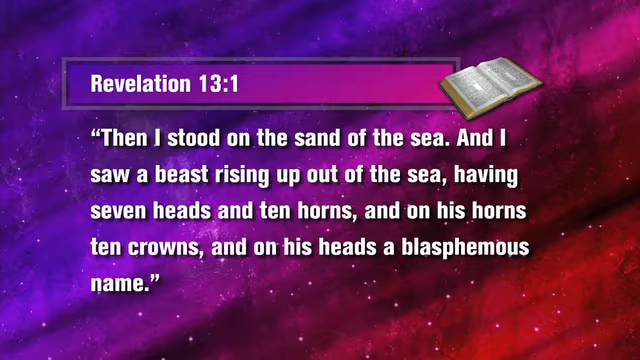 Revelation 13:1
“Then I stood on the sand of the sea. And I
saw a beast rising up out of the sea, having
seven heads and ten horns, and on his horns
ten crowns, and on his heads a blasphemous
name.”